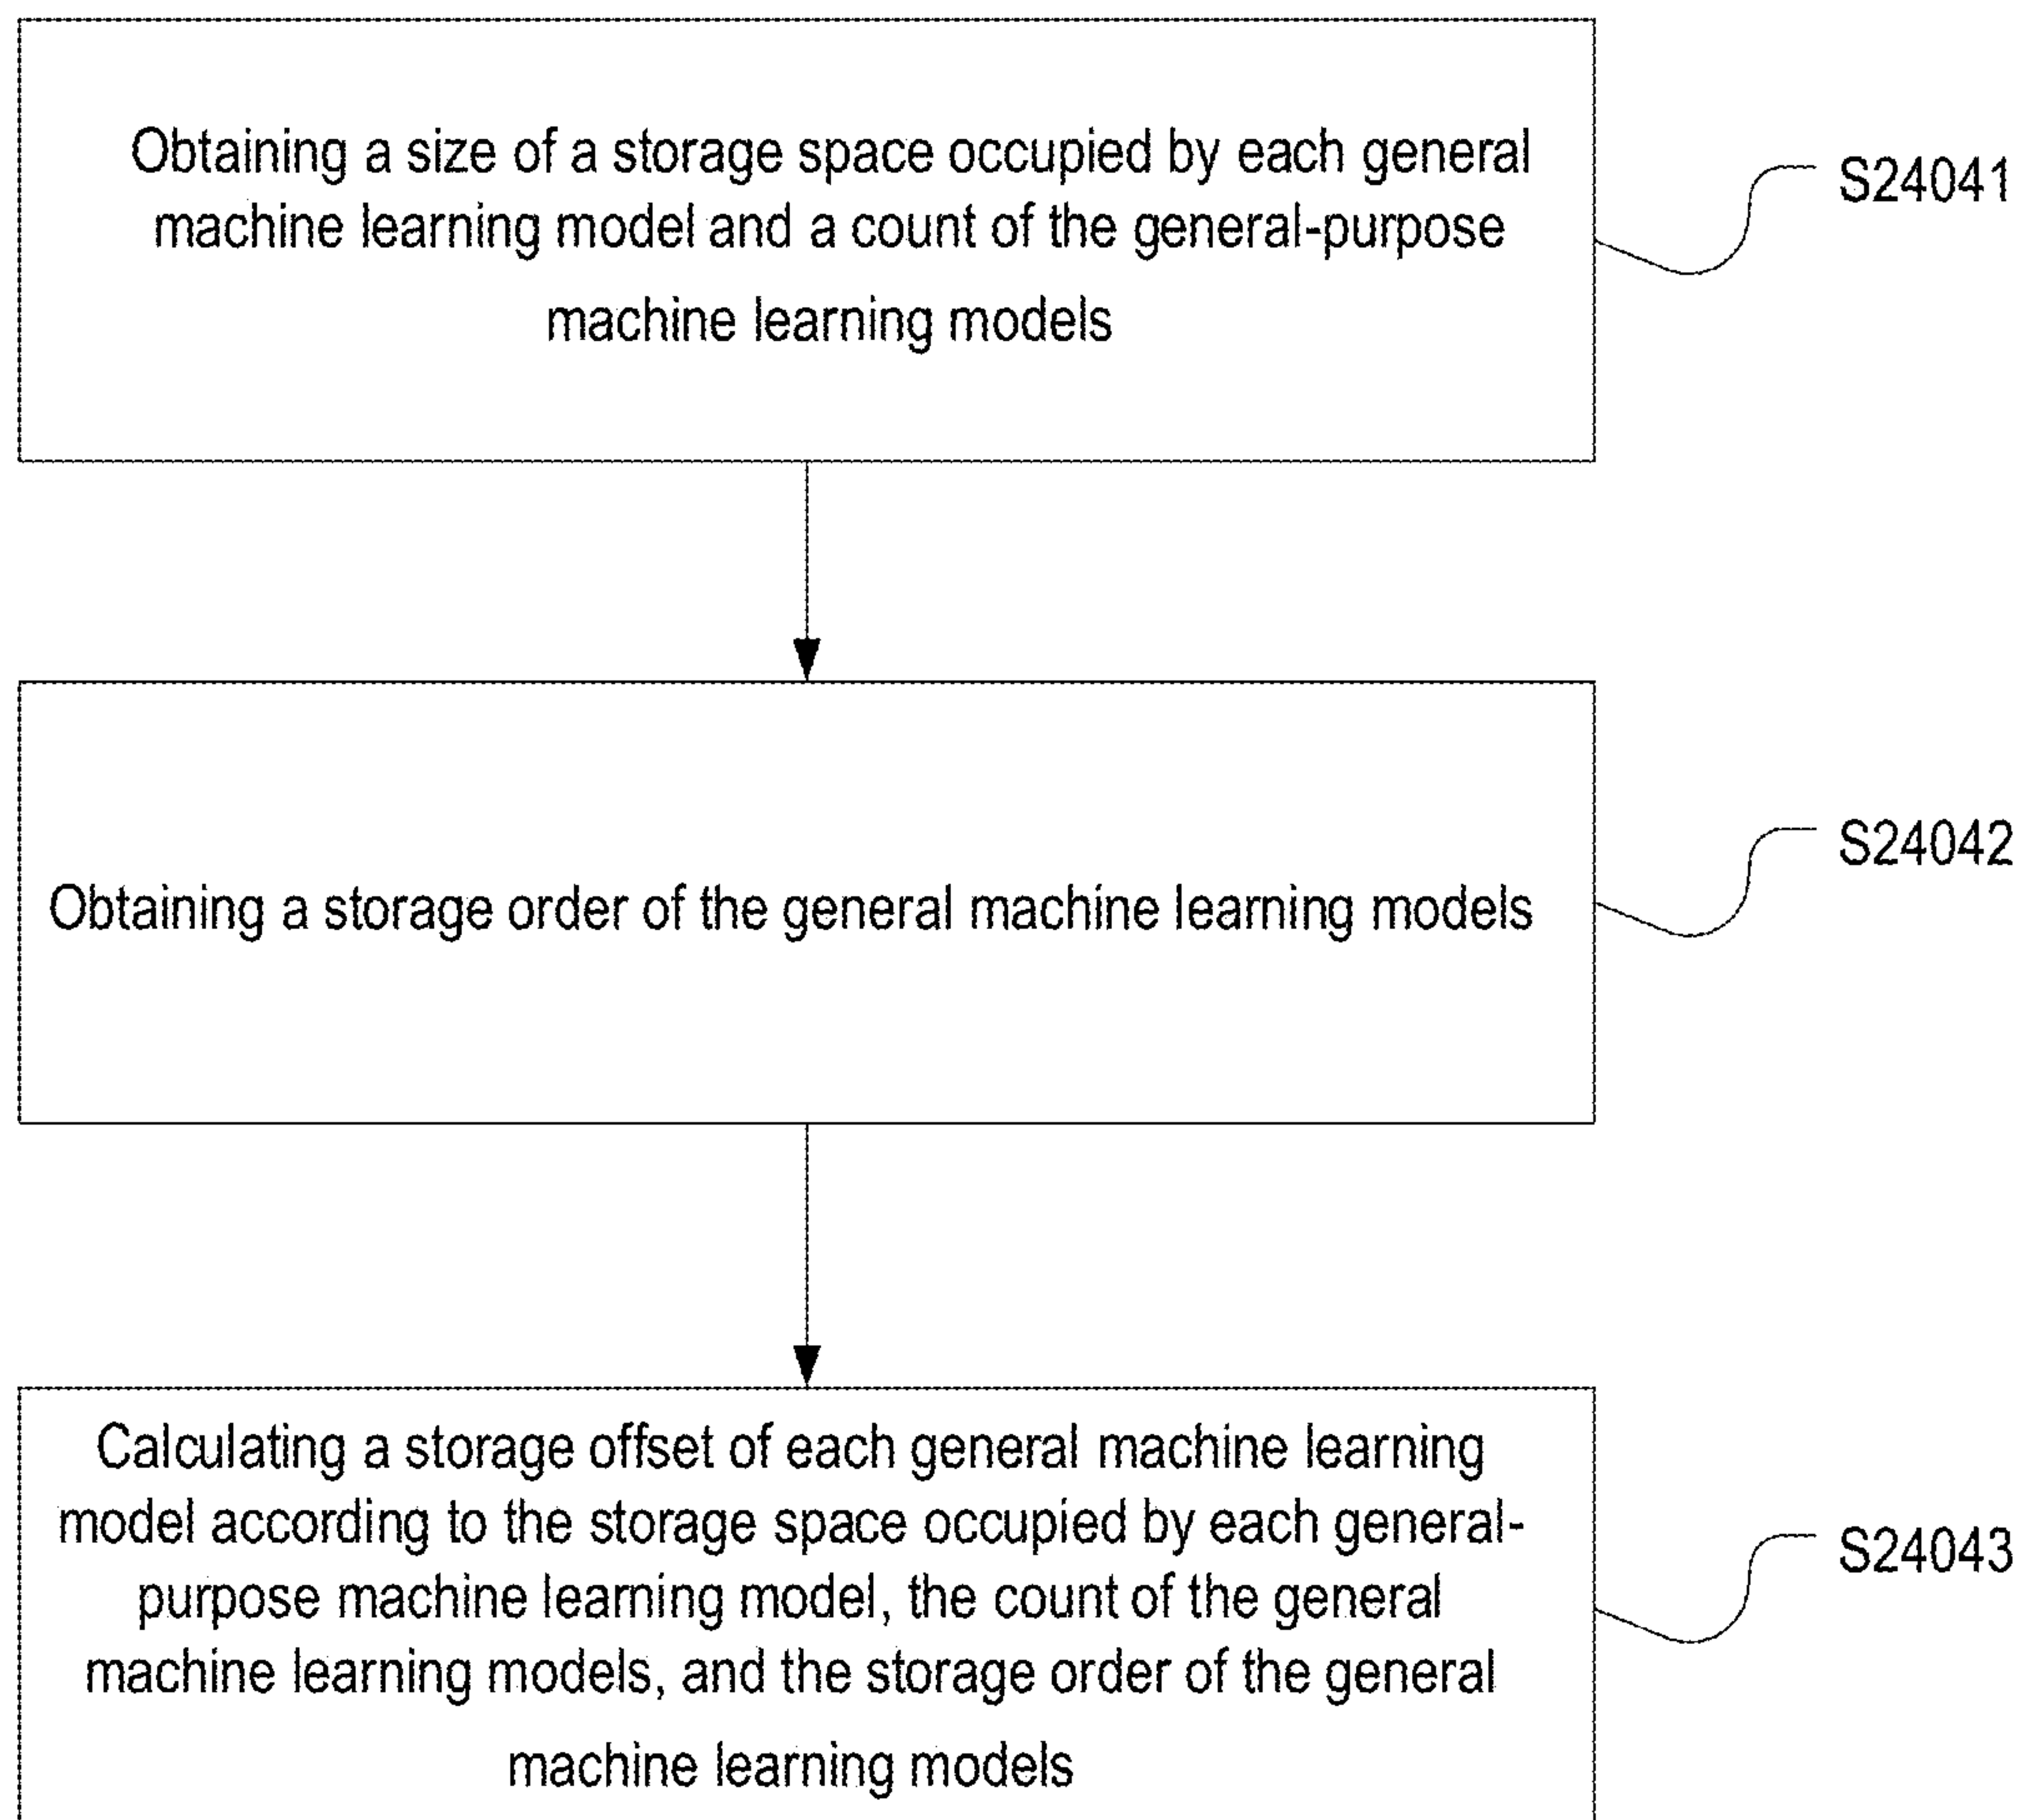 Obtaining a size of a storage space occupied by each general
machine learning model and a count of the general-purpose
machine learning models
S24041
Obtaining a storage order of the general machine learning models
S24042
Calculating a storage offset of each general machine learning
model according to the storage space occupied by each general-
purpose machine learning model, the count of the general
machine learning models, and the storage order of the general
machine learning models
S24043